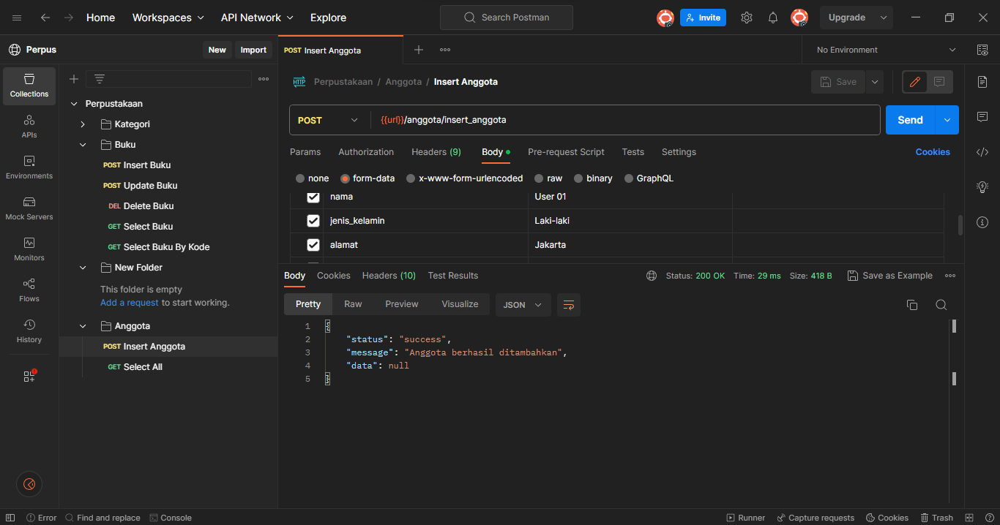 Home Workspaces API Network Explore Search Postman Invite Upgrade
Perpus New Import POST Insert Anggota No Environment
Collections
APIs
Environments
Mock Servers
Monitors
Flows
History
Perpustakaan
Kategori
Buku
POST Insert Buku
POST Update Buku
DEL Delete Buku
GET Select Buku
GET Select Buku By Kode
New Folder
This folder is empty
Add a request to start working.
Anggota
POST Insert Anggota
GET Select All
HTTP Perpustakaan / Anggota / Insert Anggota Save
POST {{url}}/anggota/insert_anggota Send
Params Authorization Headers (9) Body Pre-request Script Tests Settings Cookies
none form-data x-www-form-urlencoded raw binary GraphQL
nama User 01
jenis_kelamin Laki-laki
alamat Jakarta
Body Cookies Headers (10) Test Results Status: 200 OK Time: 29 ms Size: 418 B Save as Example
Pretty Raw Preview Visualize JSON
1 {
2 "status": "success",
3 "message": "Anggota berhasil ditambahkan",
4 "data": null
5 }
Error Find and replace Console Runner Capture requests Cookies Trash